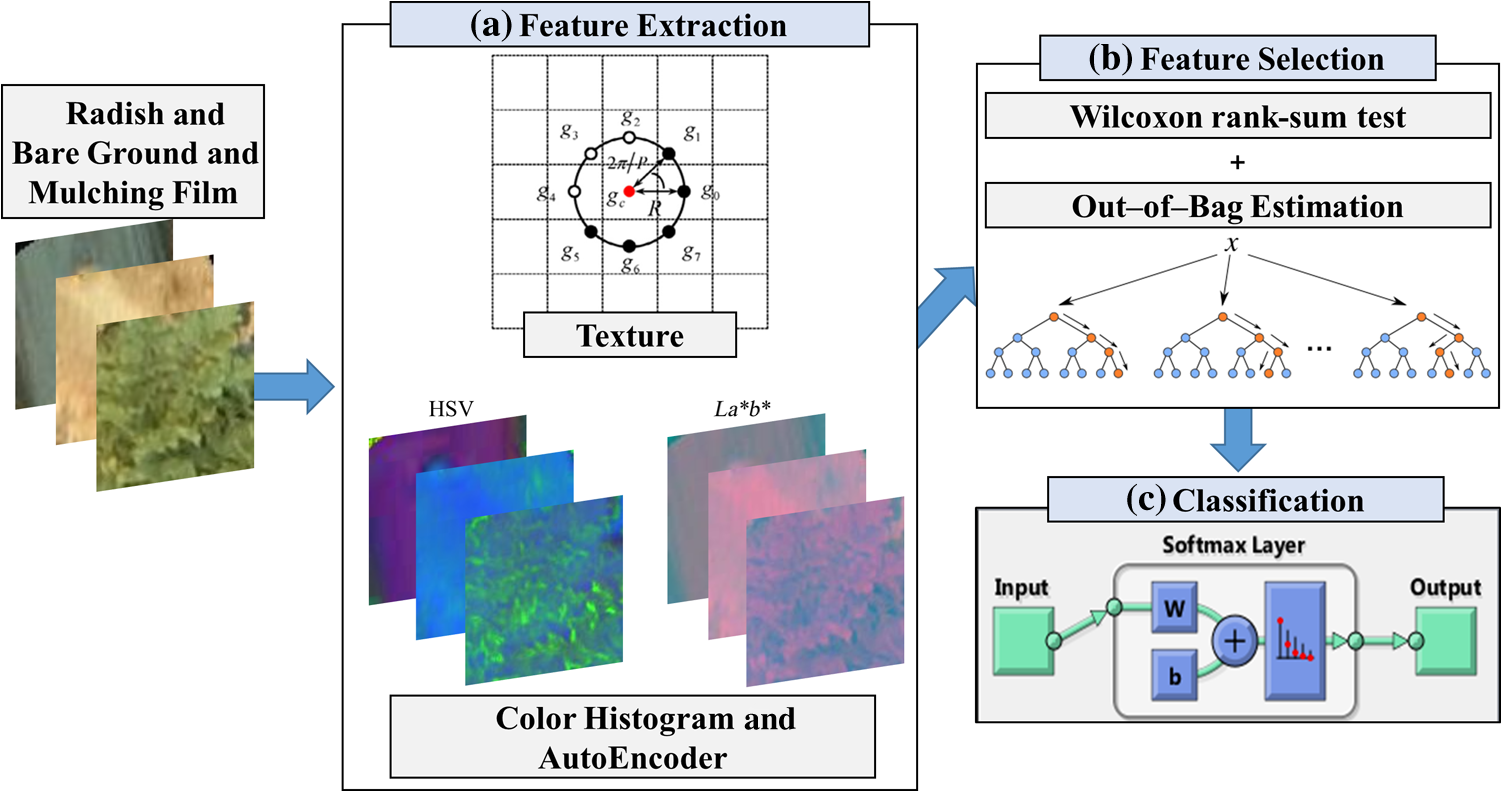 Radish and
Bare Ground and
Mulching Film
(a) Feature Extraction
g2
g3
g1
2π/P
g4
gc
R
g0
g5
g6
g7
Texture
HSV
La*b*
Color Histogram and
AutoEncoder
(b) Feature Selection
Wilcoxon rank-sum test
+
Out–of–Bag Estimation
x
...
(c) Classification
Softmax Layer
Input
Output
W
+
b